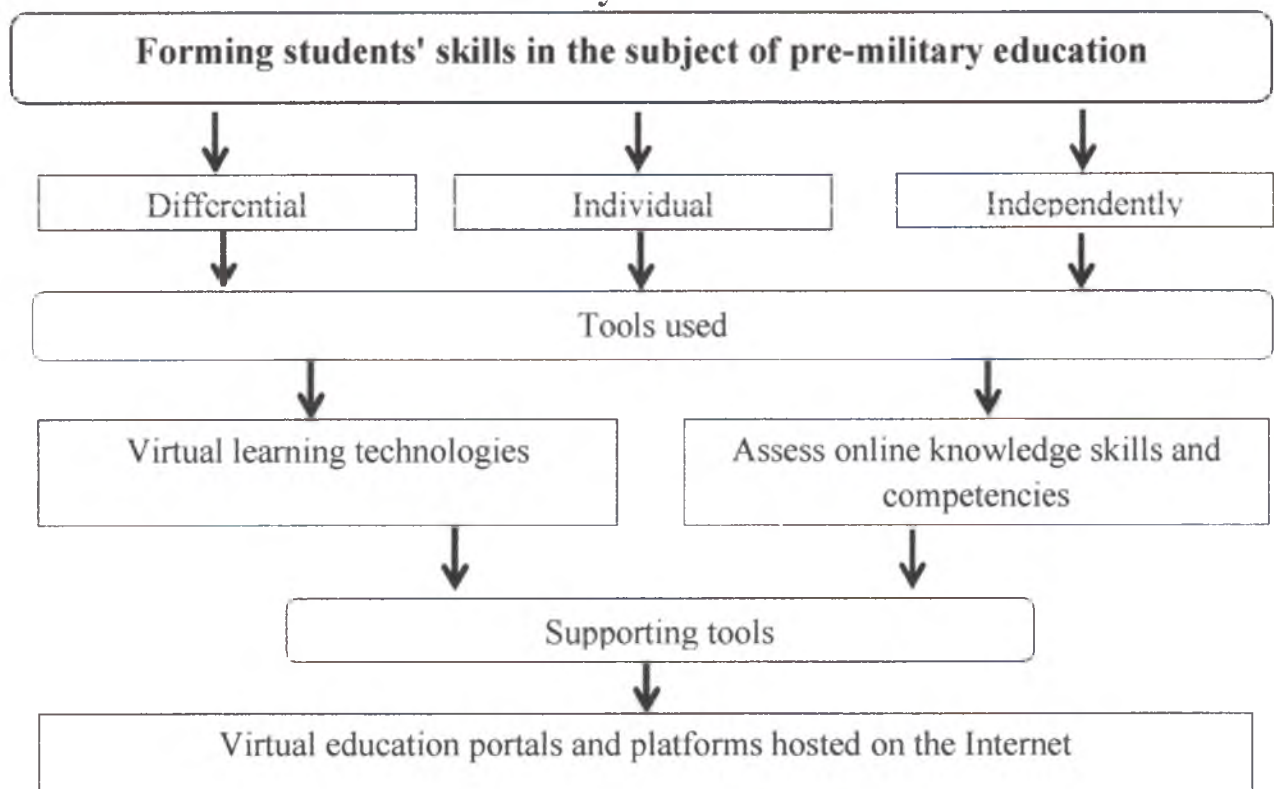 Forming students' skills in the subject of pre-military education
Differential
Individual
Independently
Tools used
Virtual learning technologies
Assess online knowledge skills and
competencies
Supporting tools
Virtual education portals and platforms hosted on the Internet